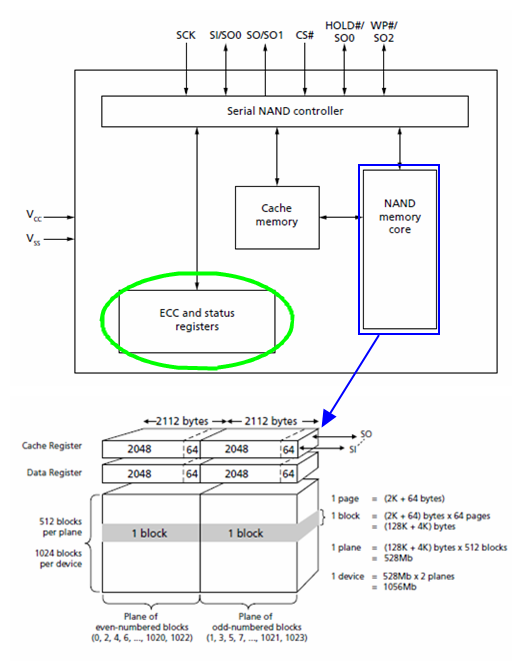 SCK SI/SO0 SO/SO1 CS# HOLD#/ WP#/
SO0 SO2
Serial NAND controller
Cache
memory
NAND
memory
core
VCC
VSS
ECC and status
registers
2112 bytes 2112 bytes
SO
Cache Register 2048 64 2048 64 SI
Data Register 2048 64 2048 64
1 page = (2K + 64 bytes)
512 blocks
per plane
1 block 1 block
1 block = (2K + 64) bytes x 64 pages
= (128K + 4K) bytes
1024 blocks
per device
1 plane = (128K + 4K) bytes x 512 blocks
= 528Mb
1 device = 528Mb x 2 planes
= 1056Mb
Plane of
even-numbered blocks
(0, 2, 4, 6, ..., 1020, 1022)
Plane of
odd-numbered blocks
(1, 3, 5, 7, ..., 1021, 1023)